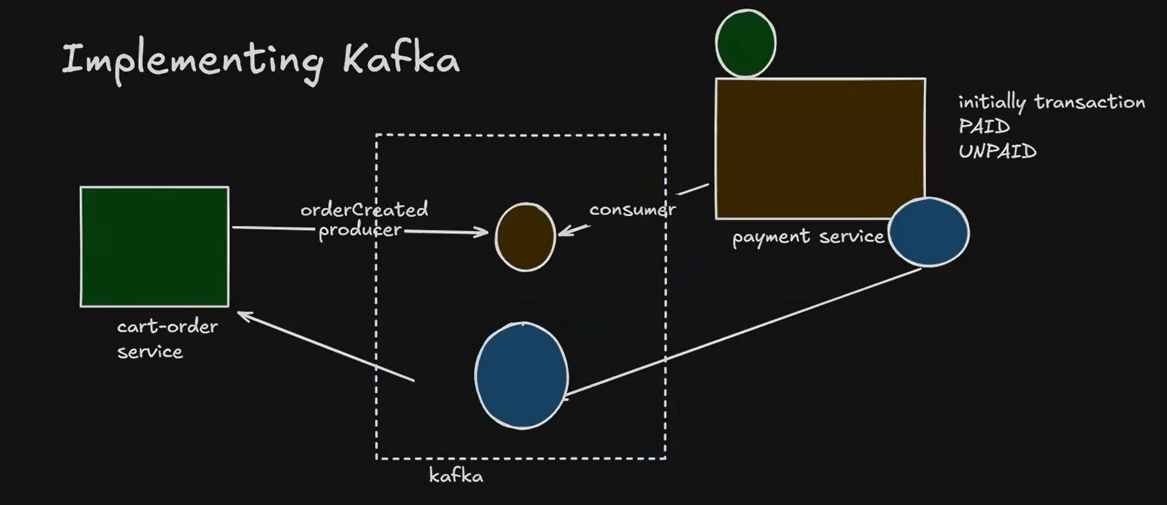 Implementing Kafka
initially transaction
PAID
UNPAID
orderCreated
producer
consumer
payment service
cart-order
service
kafka